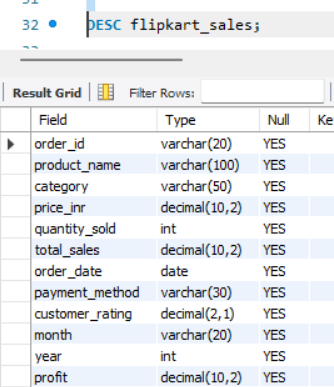 32 DESC flipkart_sales;
Result Grid Filter Rows:
Field Type Null Ke
order_id varchar(20) YES
product_name varchar(100) YES
category varchar(50) YES
price_inr decimal(10,2) YES
quantity_sold int YES
total_sales decimal(10,2) YES
order_date date YES
payment_method varchar(30) YES
customer_rating decimal(2,1) YES
month varchar(20) YES
year int YES
profit decimal(10,2) YES